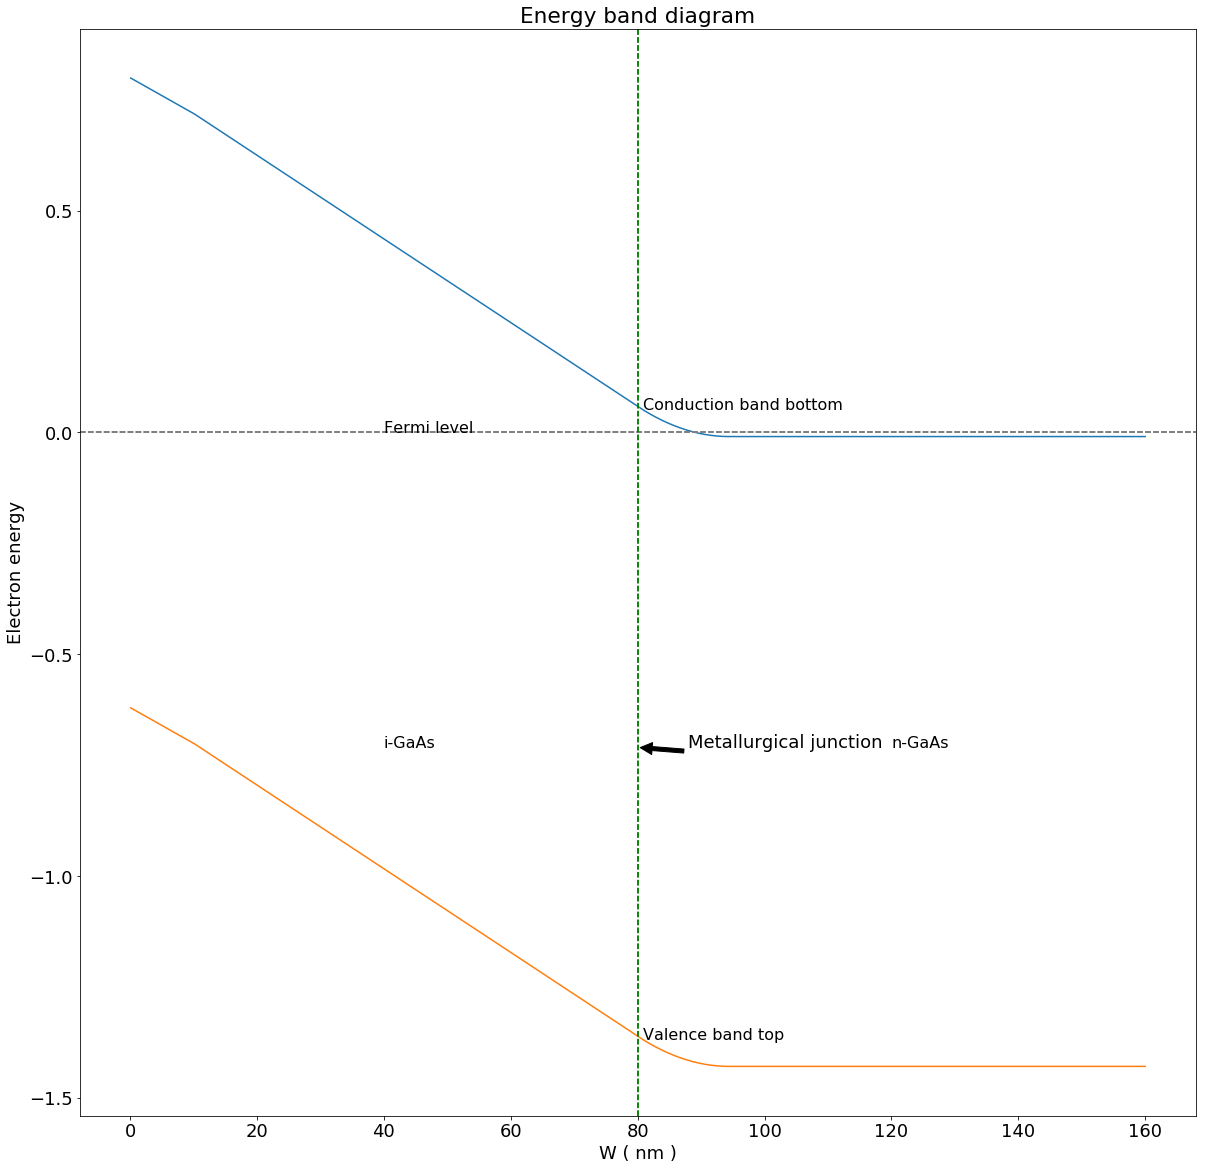 Energy band diagram
Electron energy
0.5
0.0
−0.5
−1.0
−1.5
Conduction band bottom
Fermi level
i-GaAs
Metallurgical junction
n-GaAs
Valence band top
0 20 40 60 80 100 120 140 160
W ( nm )